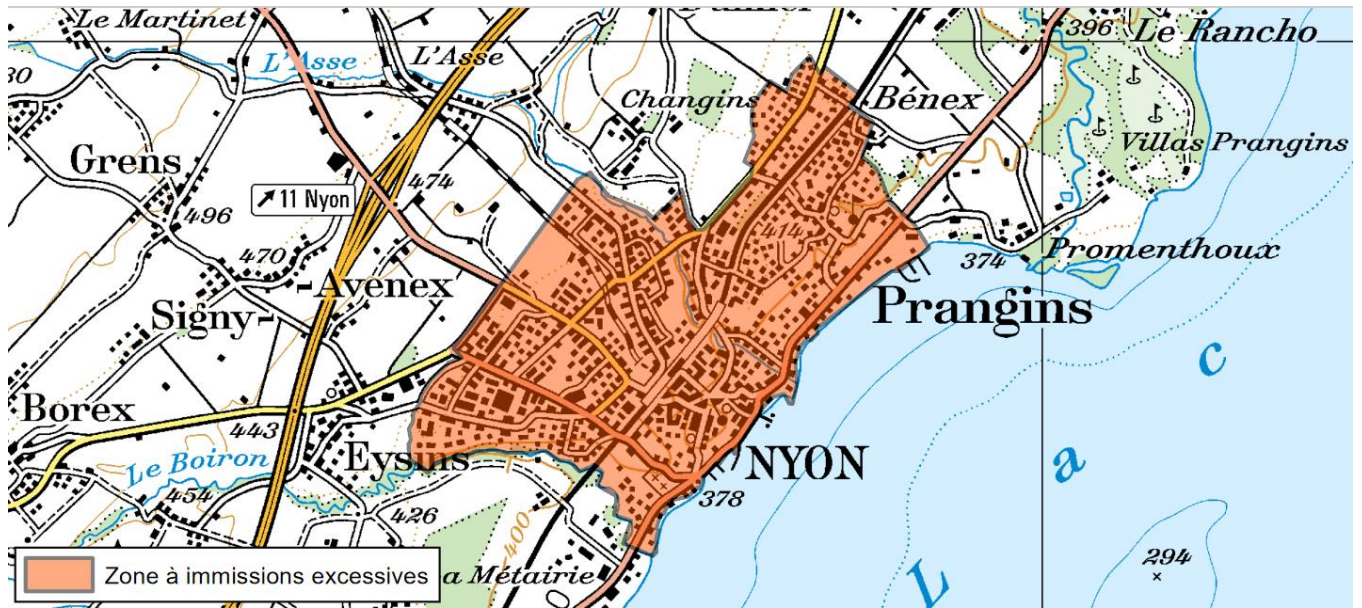 Le Martinet
L'Asse
L'Asse
396
Le Rancho
Changins
Bénex
Villas Prangins
Grens
11 Nyon
474
496
414
470
Promenthoux
374
Avenex
Signy
Prangins
c
Borex
443
Eysins
NYON
a
Le Boiron
454
378
426
400
294
Zone à immissions excessives
a Métairie
L